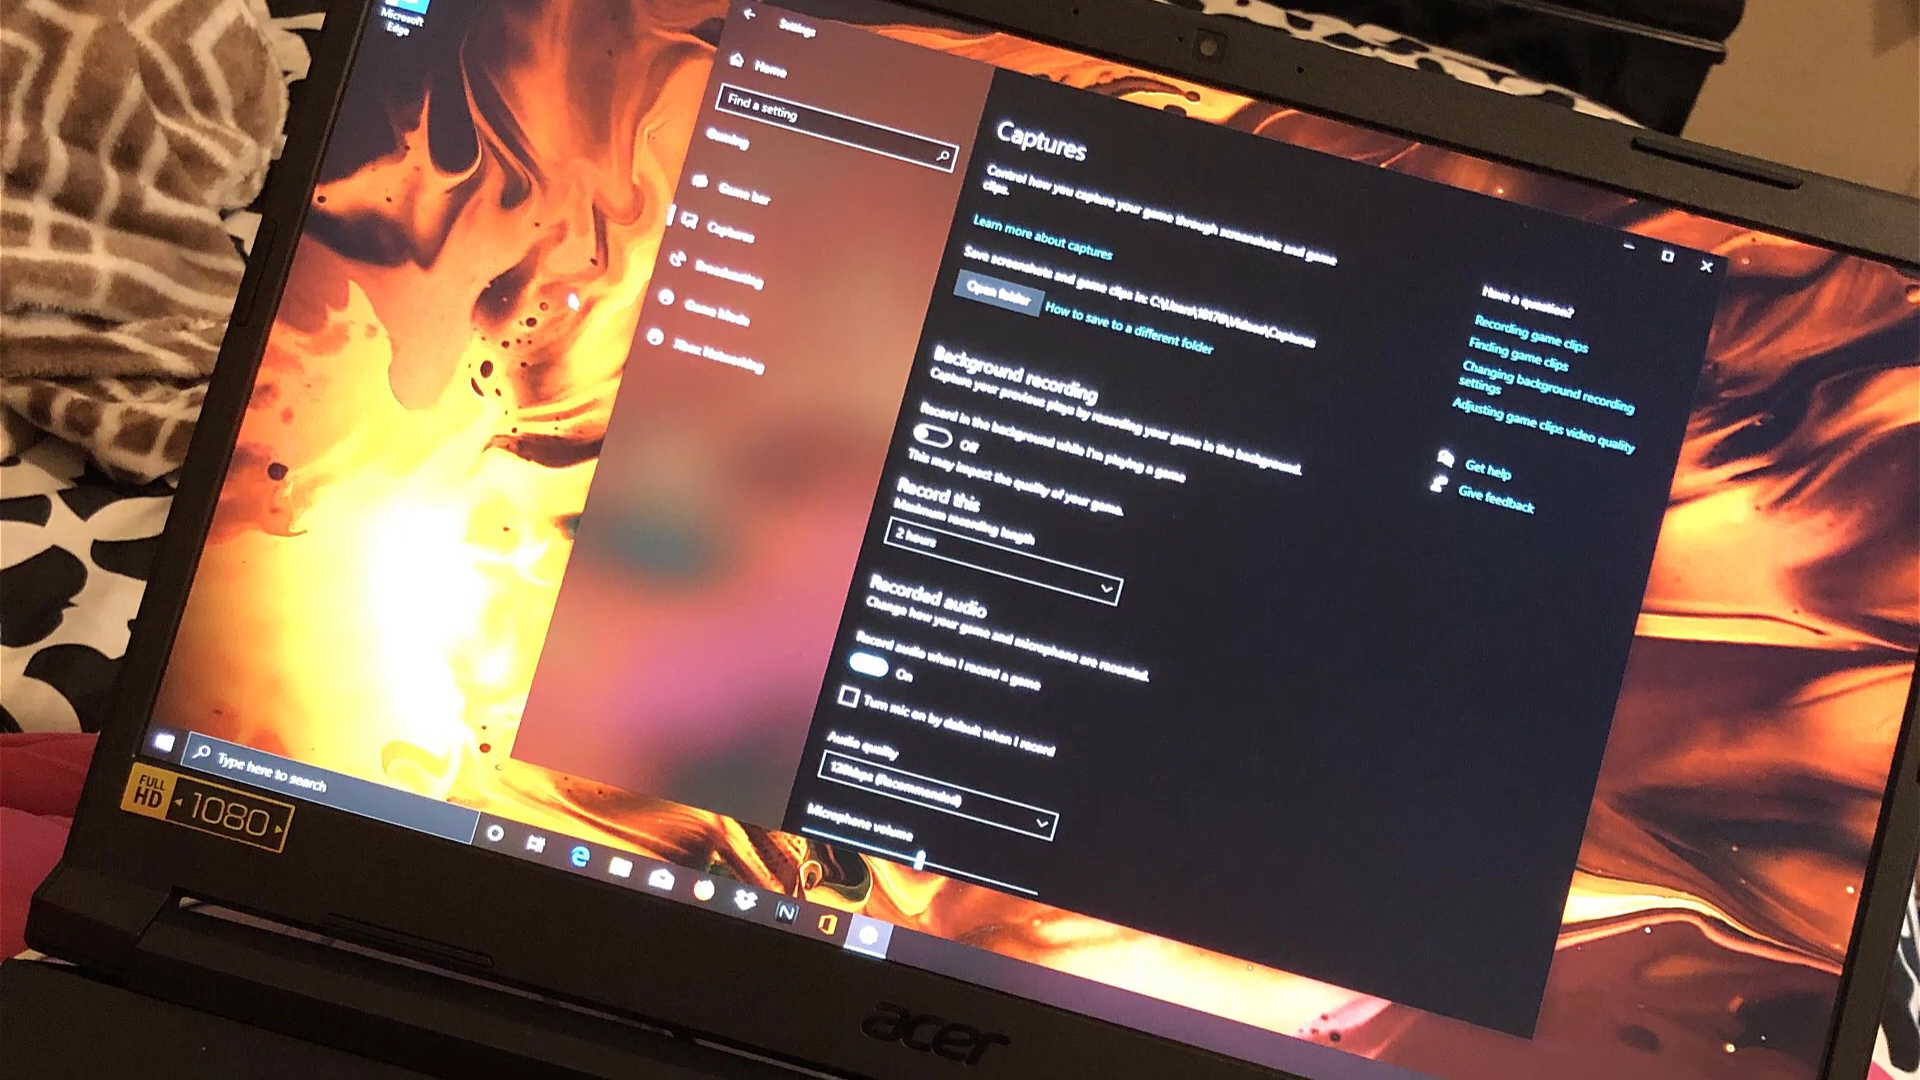 Microsoft
Edge
Settings
Home
Find a setting
Gaming
Game bar
Captures
Broadcasting
Game Mode
Xbox Networking
Captures
Control how you capture your game through screenshots and game
clips.
Learn more about captures
Save screenshots and game clips in: C:\Users\\Videos\Captures
Open folder
How to save to a different folder
Background recording
Capture your previous plays by recording your game in the background.
Record in the background while I'm playing a game
Off
This may impact the quality of your game.
Record this
Maximum recording length
2 hours
Recorded audio
Change how your game and microphone are recorded.
Record audio when I record a game
On
Turn mic on by default when I record
Audio quality
128kbps (Recommended)
Microphone volume
Have a question?
Recording game clips
Finding game clips
Changing background recording
settings
Adjusting game clips video quality
Get help
Give feedback
Type here to search
FULL
HD
1080
acer